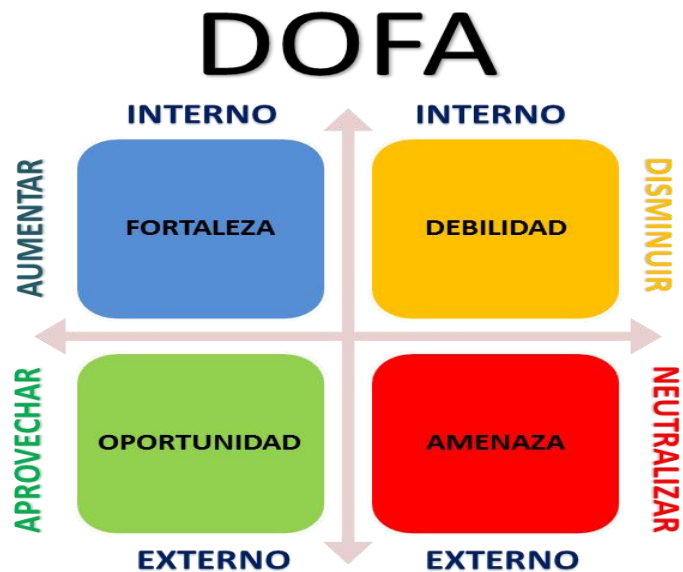 DOFA
INTERNO
INTERNO
AUMENTAR
FORTALEZA
DEBILIDAD
DISMINUIR
APROVECHAR
OPORTUNIDAD
AMENAZA
NEUTRALIZAR
EXTERNO
EXTERNO